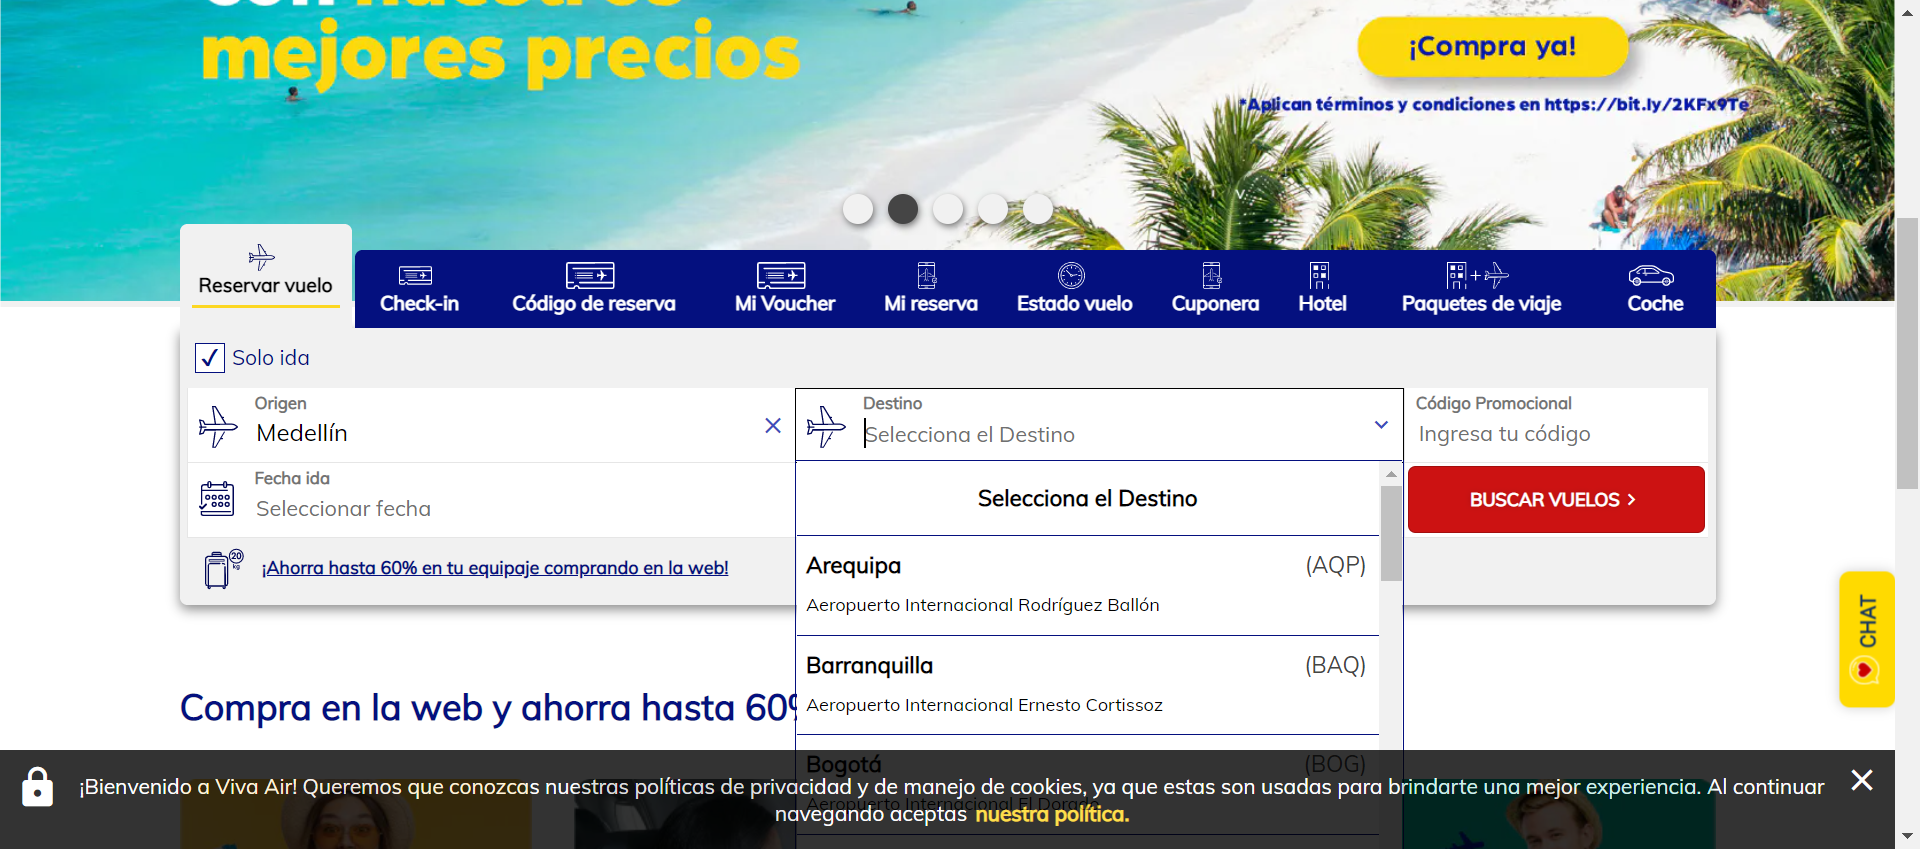 con nuestros
mejores precios
¡Compra ya!
*Aplican términos y condiciones en https://bit.ly/2KFx9Te
Reservar vuelo
Check-in
Código de reserva
Mi Voucher
Mi reserva
Estado vuelo
Cuponera
Hotel
Paquetes de viaje
Coche
Solo ida
Origen
Medellín
Destino
Selecciona el Destino
Código Promocional
Ingresa tu código
Fecha ida
Seleccionar fecha
Selecciona el Destino
BUSCAR VUELOS
20
kg
¡Ahorra hasta 60% en tu equipaje comprando en la web!
Arequipa (AQP)
Aeropuerto Internacional Rodríguez Ballón
Barranquilla (BAQ)
Aeropuerto Internacional Ernesto Cortissoz
Bogotá (BOG)
Aeropuerto Internacional El Dorado
CHAT
Compra en la web y ahorra hasta 60%
¡Bienvenido a Viva Air! Queremos que conozcas nuestras políticas de privacidad y de manejo de cookies, ya que estas son usadas para brindarte una mejor experiencia. Al continuar
navegando aceptas nuestra política.